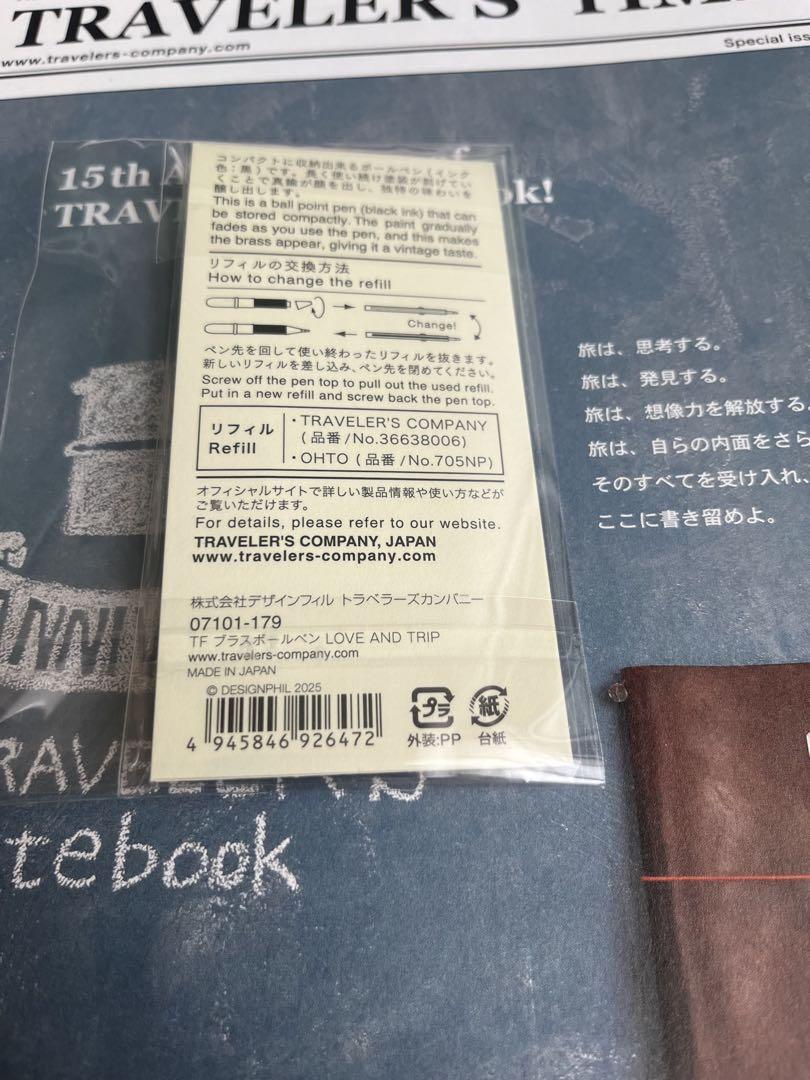 TRAVELER'S TIM
www.travelers-company.com
Special iss
15th A
ok!
TRAV
コンパクトに収納出来るボールペン(インク
色:黒)です。長く使い続け塗装が剥げてい
くことで真鍮が顔を出し、独特の味わいを
醸し出します。
This is a ball point pen (black ink) that can
be stored compactly. The paint gradually
fades as you use the pen, and this makes
the brass appear, giving it a vintage taste.
リフィルの交換方法
How to change the refill
Change!
ペン先を回して使い終わったリフィルを抜きます。
新しいリフィルを差し込み、ペン先を閉めてください。
Screw off the pen top to pull out the used refill.
Put in a new refill and screw back the pen top.
リフィル
Refill
・TRAVELER'S COMPANY
(品番/No.36638006)
・OHTO (品番/No.705NP)
オフィシャルサイトで詳しい製品情報や使い方などが
ご覧いただけます。
For details, please refer to our website.
TRAVELER'S COMPANY, JAPAN
www.travelers-company.com
株式会社デザインフィル トラベラーズカンパニー
07101-179
TF ブラスボールペン LOVE AND TRIP
www.travelers-company.com
MADE IN JAPAN
© DESIGNPHIL 2025
4 945846 926472
プラ
外装:PP
紙
台紙
旅は、思考する。
旅は、発見する。
旅は、想像力を解放する。
旅は、自らの内面をさら
そのすべてを受け入れ、
ここに書き留めよ。
tebook